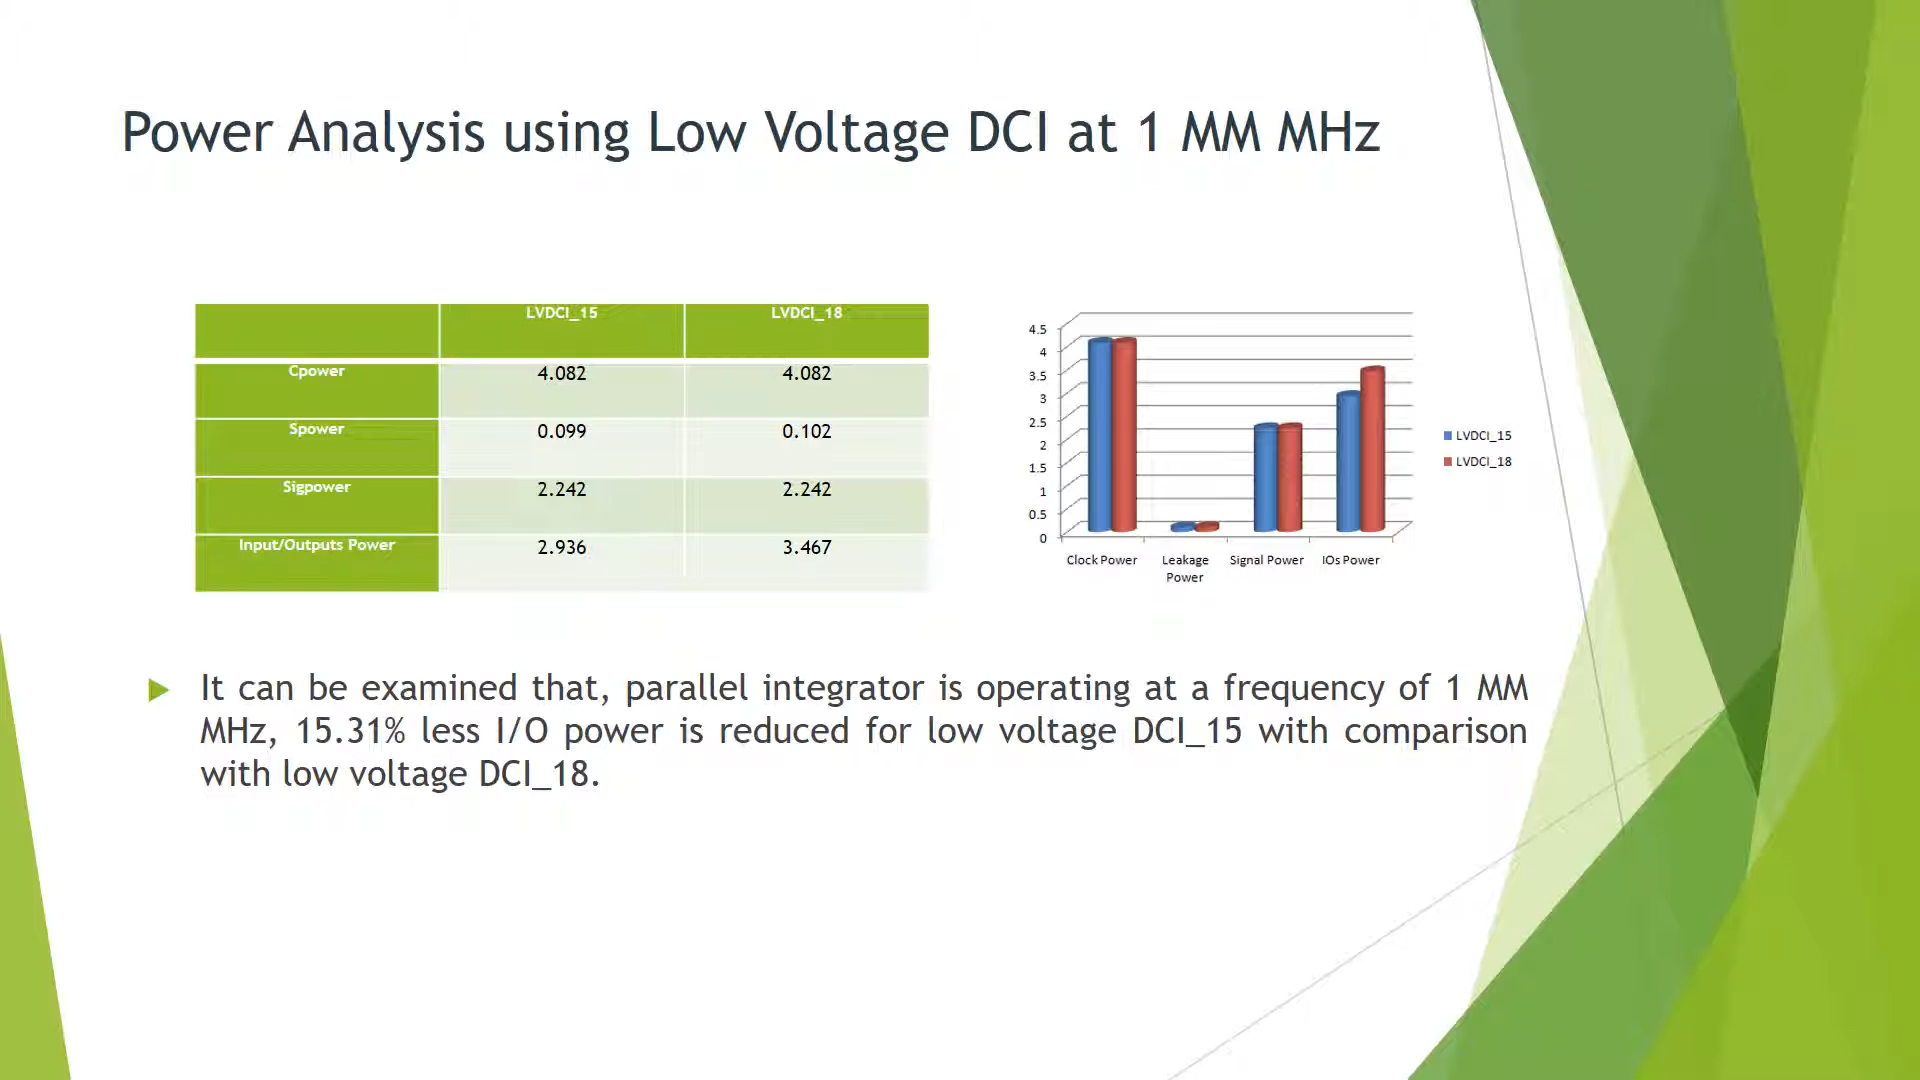 Power Analysis using Low Voltage DCI at 1 MM MHz
LVDCI_15 LVDCI_18
Cpower 4.082 4.082
Spower 0.099 0.102
Sigpower 2.242 2.242
Input/Outputs Power 2.936 3.467
4.5
4
3.5
3
2.5
2
1.5
1
0.5
0
Clock Power Leakage Power Signal Power IOs Power
LVDCI_15
LVDCI_18
It can be examined that, parallel integrator is operating at a frequency of 1 MM
MHz, 15.31% less I/O power is reduced for low voltage DCI_15 with comparison
with low voltage DCI_18.